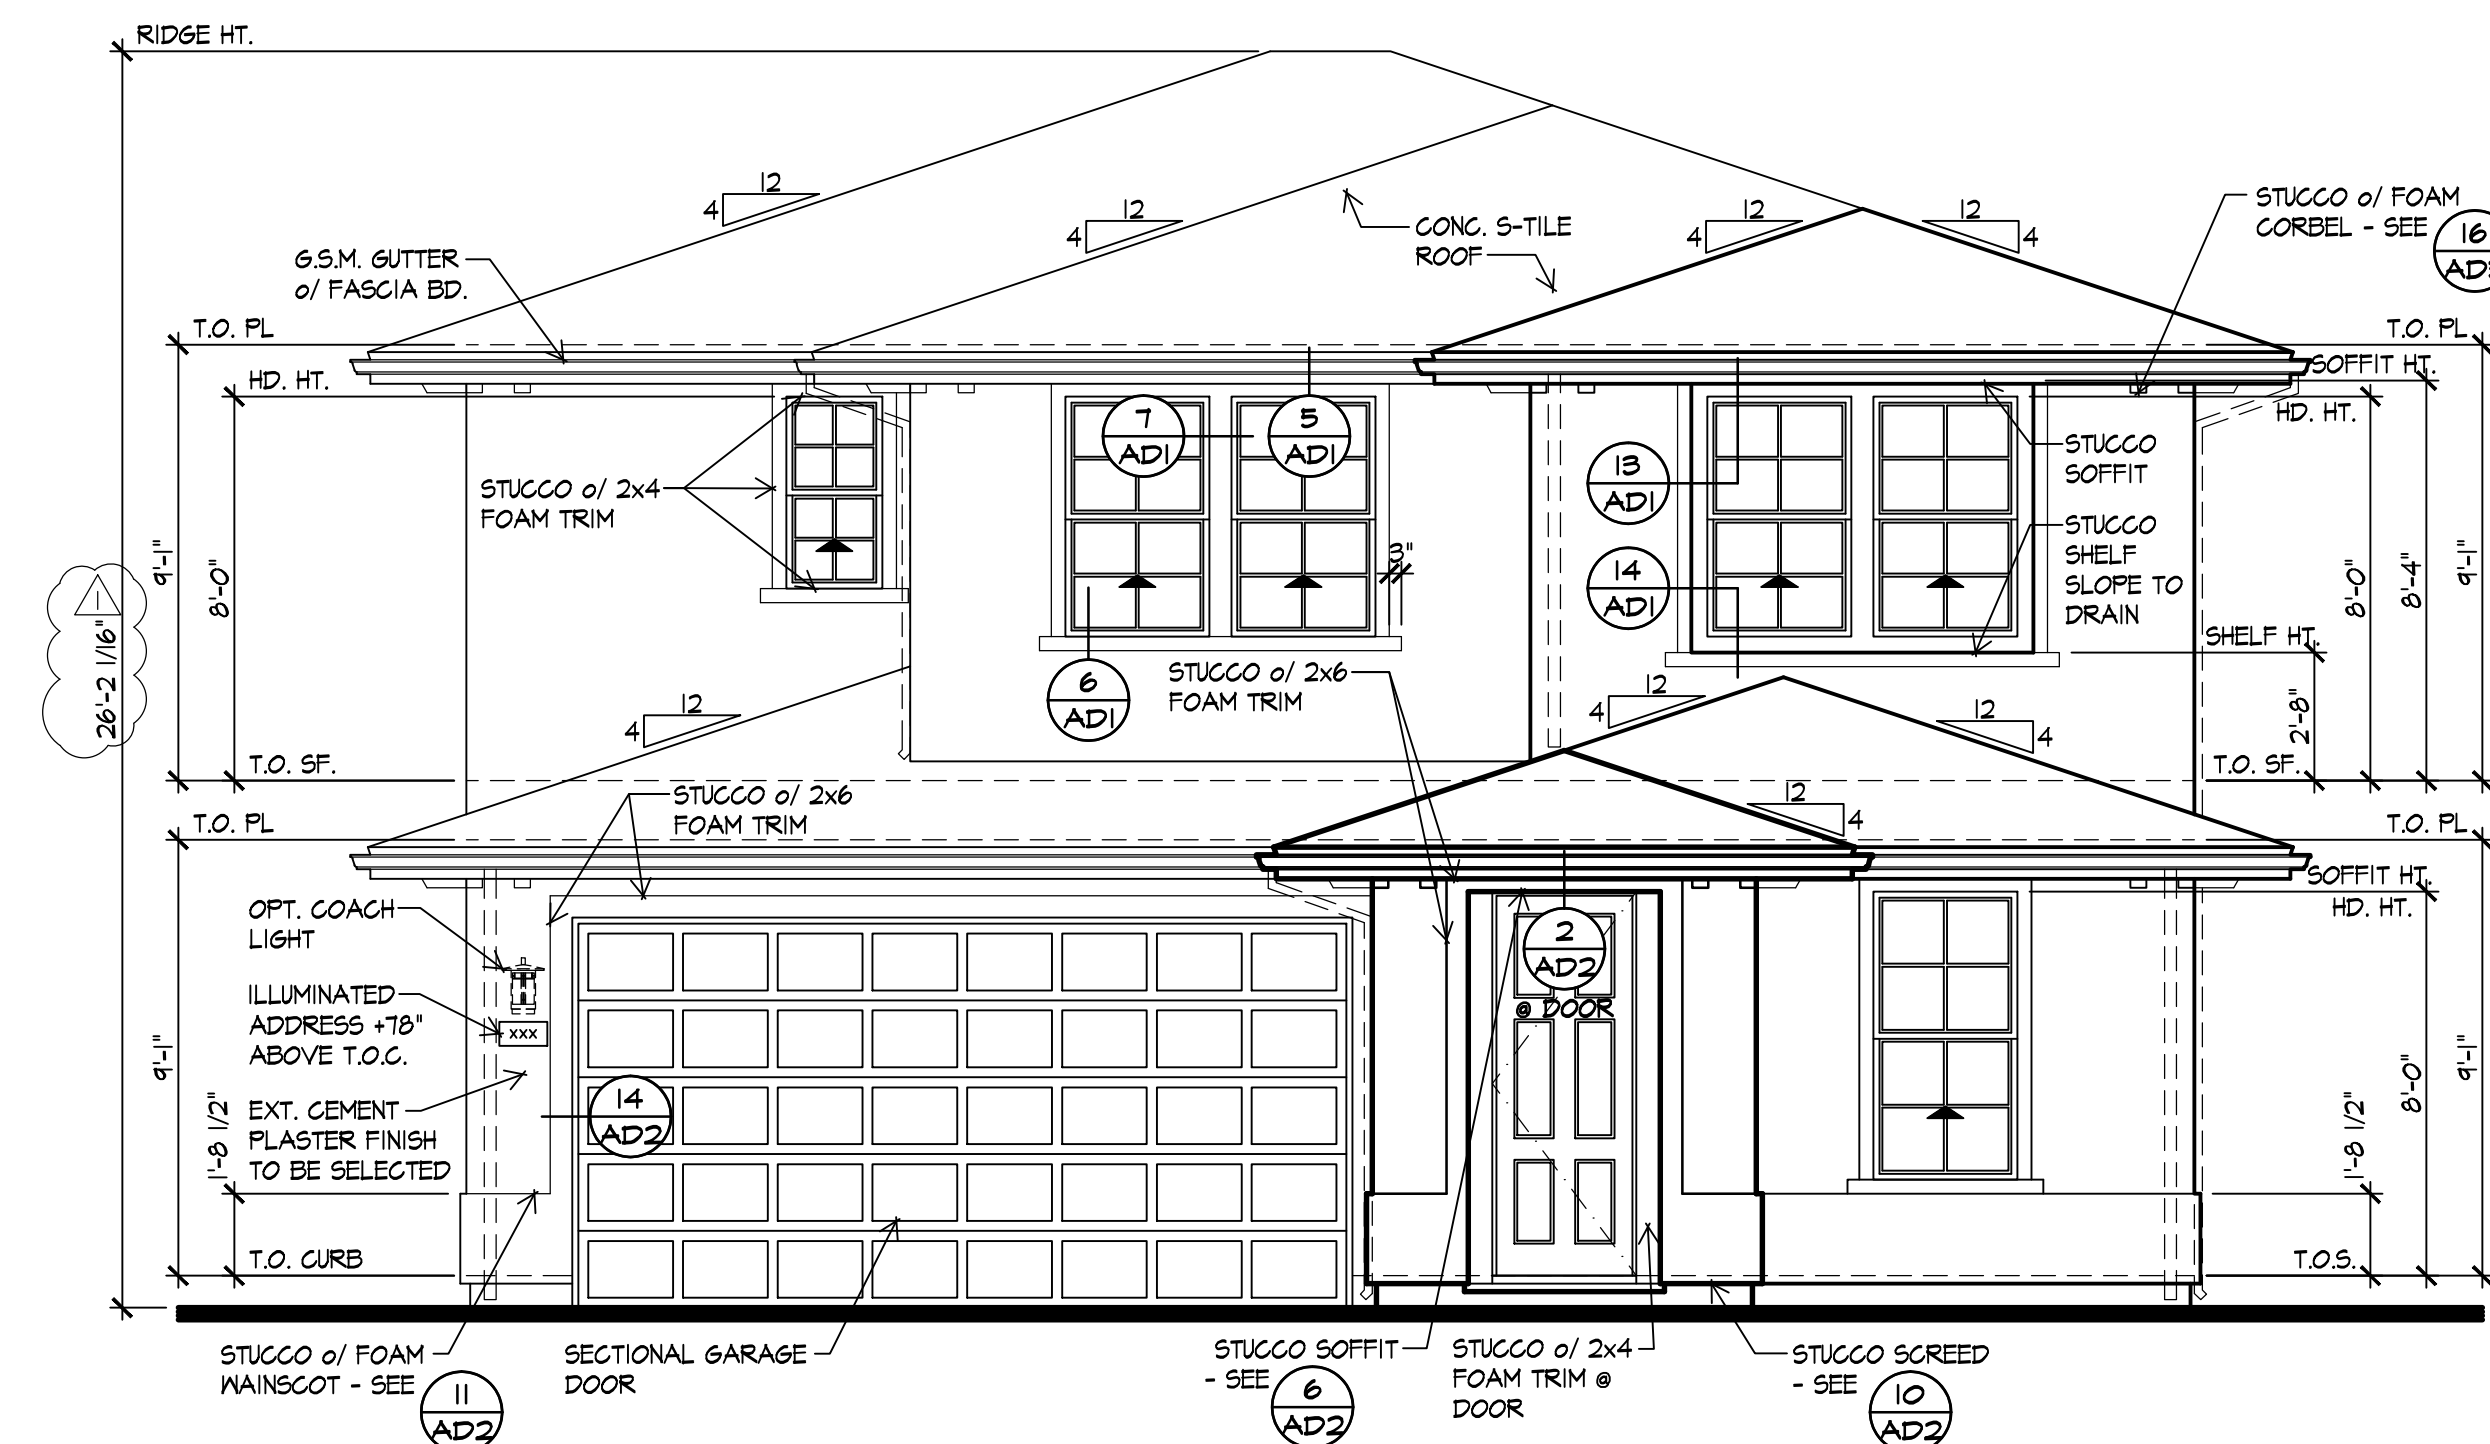 RIDGE HT.
12
4
12
4
12
4
12
4
CONC. S-TILE
ROOF
STUCCO o/ FOAM
CORBEL - SEE
16
G.S.M. GUTTER
o/ FASCIA BD.
T.O. PL
T.O. PL
SOFFIT HT.
HD. HT.
HD. HT.
7
AD1
5
AD1
13
AD1
14
AD1
STUCCO
SOFFIT
STUCCO o/ 2x4
FOAM TRIM
STUCCO
SHELF
SLOPE TO
DRAIN
9'-1"
8'-0"
3"
8'-0"
8'-4"
9'-1"
1
26'-2 1/16"
SHELF HT.
2'-8"
6
AD1
STUCCO o/ 2x6
FOAM TRIM
12
4
12
4
12
4
T.O. SF.
T.O. SF.
STUCCO o/ 2x6
FOAM TRIM
12
4
T.O. PL
T.O. PL
SOFFIT HT.
HD. HT.
OPT. COACH
LIGHT
2
AD2
@ DOOR
ILLUMINATED
ADDRESS +78"
ABOVE T.O.C.
xxx
EXT. CEMENT
PLASTER FINISH
TO BE SELECTED
14
AD2
9'-1"
1'-8 1/2"
1'-8 1/2"
8'-0"
9'-1"
T.O. CURB
T.O.S.
STUCCO o/ FOAM
WAINSCOT - SEE
11
AD2
SECTIONAL GARAGE
DOOR
STUCCO SOFFIT
- SEE
6
AD2
STUCCO o/ 2x4
FOAM TRIM @
DOOR
STUCCO SCREED
- SEE
10
AD2